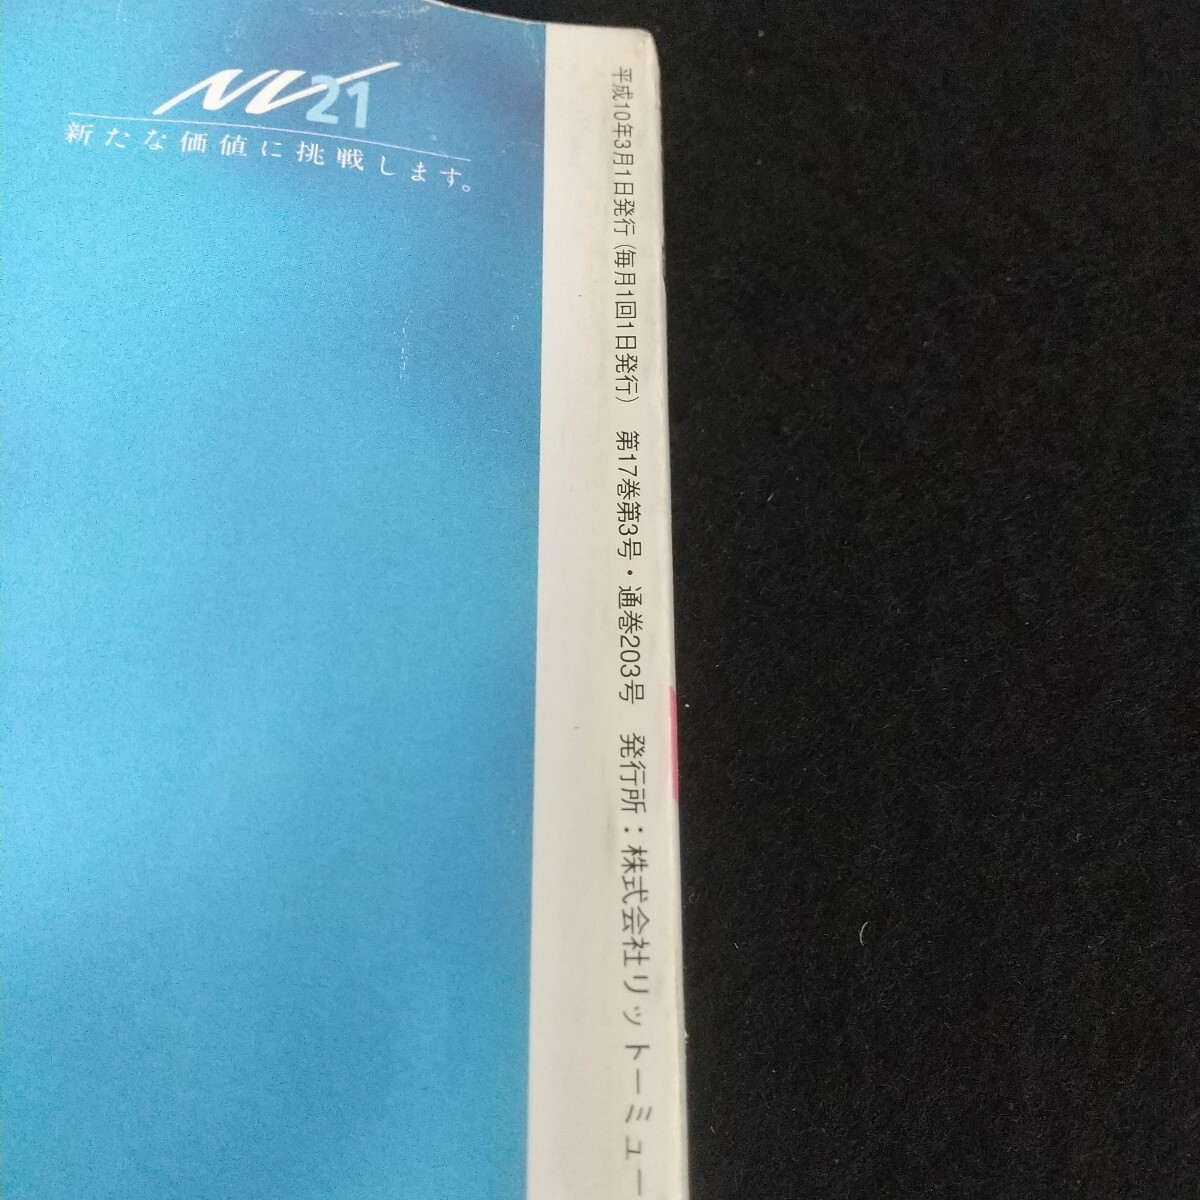 NV21
新たな価値に挑戦します。
平成10年3月1日発行(毎月1回1日発行) 第17巻第3号・通巻203号 発行所:株式会社リットーミュー